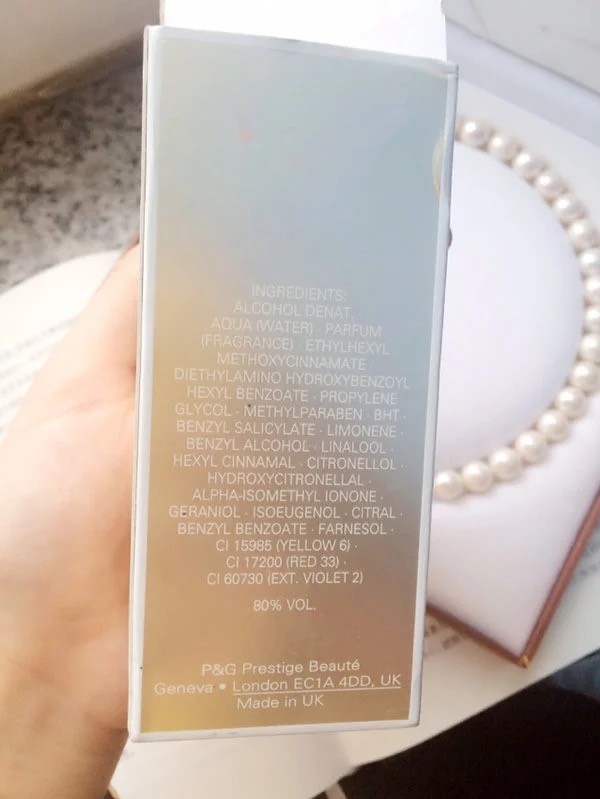 INGREDIENTS:
ALCOHOL DENAT.
AQUA (WATER) · PARFUM
(FRAGRANCE) · ETHYLHEXYL
METHOXYCINNAMATE ·
DIETHYLAMINO HYDROXYBENZOYL
HEXYL BENZOATE · PROPYLENE
GLYCOL · METHYLPARABEN · BHT ·
BENZYL SALICYLATE · LIMONENE ·
BENZYL ALCOHOL · LINALOOL ·
HEXYL CINNAMAL · CITRONELLOL ·
HYDROXYCITRONELLAL ·
ALPHA-ISOMETHYL IONONE ·
GERANIOL · ISOEUGENOL · CITRAL ·
BENZYL BENZOATE · FARNESOL ·
CI 15985 (YELLOW 6) ·
CI 17200 (RED 33) ·
CI 60730 (EXT. VIOLET 2)
80% VOL.
P&G Prestige Beauté
Geneva • London EC1A 4DD, UK
Made in UK